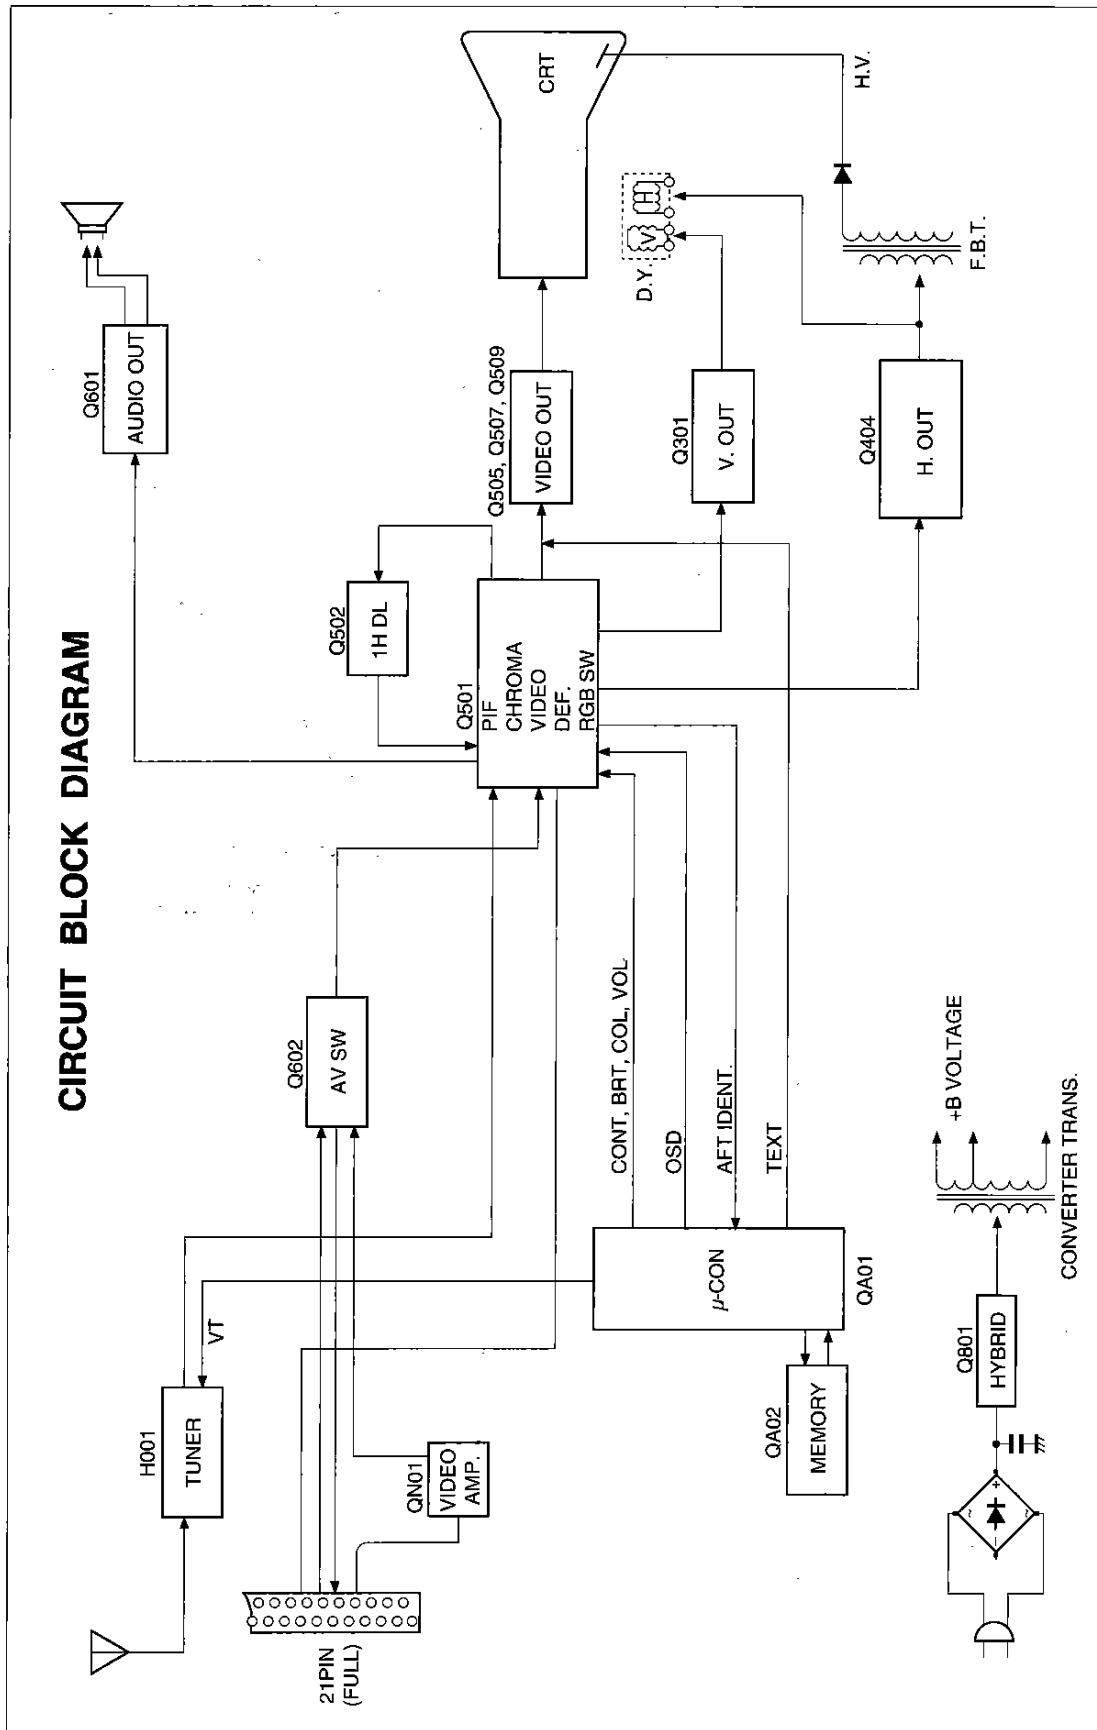 CIRCUIT BLOCK DIAGRAM
H001
TUNER
VT
21PIN
(FULL)
QN01
VIDEO
AMP.
Q602
AV SW
Q601
AUDIO OUT
Q502
1H DL
Q501
PIF
CHROMA
VIDEO
DEF.
RGB SW
Q505, Q507, Q509
VIDEO OUT
CRT
H.V.
D.Y.
V
H
Q301
V. OUT
Q404
H. OUT
F.B.T.
CONT, BRT, COL, VOL
OSD
AFT IDENT.
TEXT
μ-CON
QA01
QA02
MEMORY
Q801
HYBRID
+B VOLTAGE
CONVERTER TRANS.
~
+
-
~